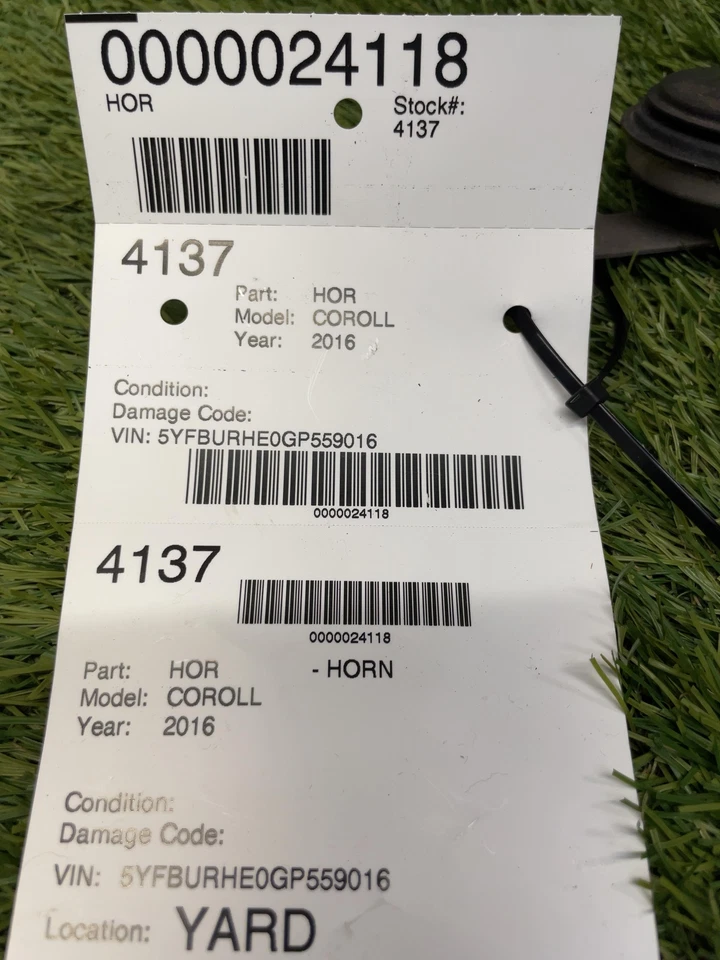 0000024118
HOR
Stock#:
4137
4137
Part: HOR
Model: COROLL
Year: 2016
Condition:
Damage Code:
VIN: 5YFBURHE0GP559016
0000024118
4137
0000024118
Part: HOR - HORN
Model: COROLL
Year: 2016
Condition:
Damage Code:
VIN: 5YFBURHE0GP559016
Location: YARD